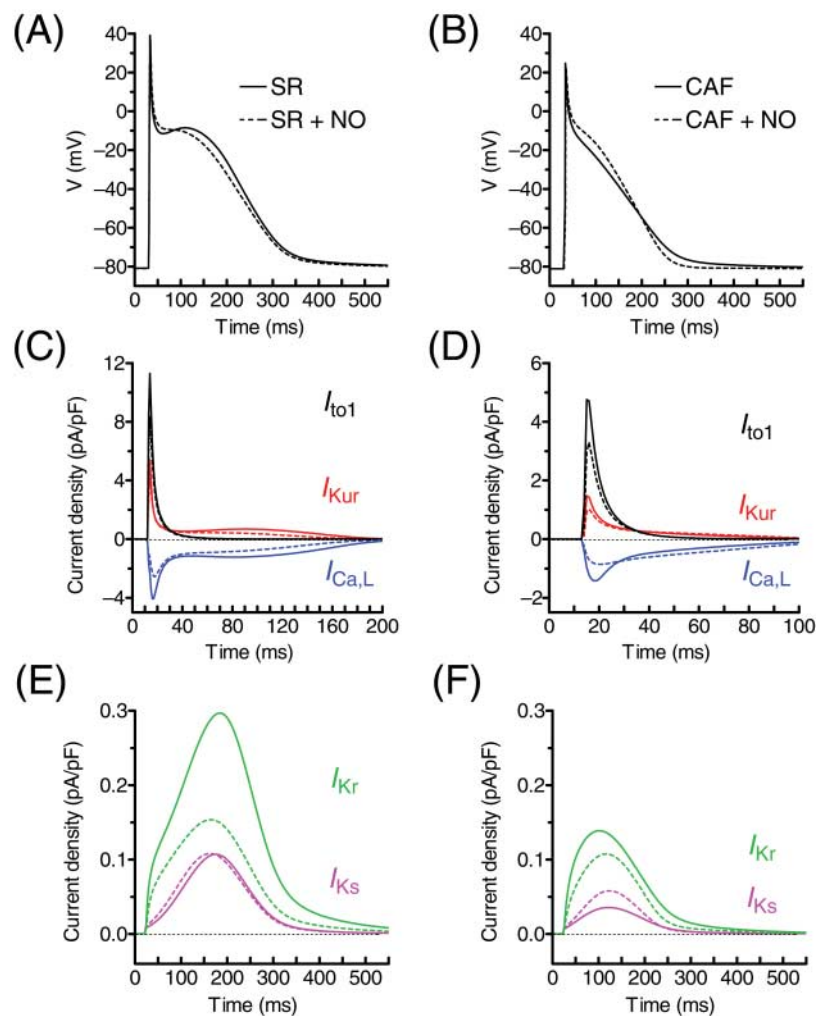 (A)
40
20
0
−20
−40
−60
−80
V (mV)
SR
SR + NO
0 100 200 300 400 500
Time (ms)
(B)
40
20
0
−20
−40
−60
−80
V (mV)
CAF
CAF + NO
0 100 200 300 400 500
Time (ms)
(C)
12
8
4
0
−4
Current density (pA/pF)
Ito1
IKur
ICa,L
0 40 80 120 160 200
Time (ms)
(D)
6
4
2
0
−2
Current density (pA/pF)
Ito1
IKur
ICa,L
0 20 40 60 80 100
Time (ms)
(E)
0.3
0.2
0.1
0.0
Current density (pA/pF)
IKr
IKs
0 100 200 300 400 500
Time (ms)
(F)
0.3
0.2
0.1
0.0
Current density (pA/pF)
IKr
IKs
0 100 200 300 400 500
Time (ms)